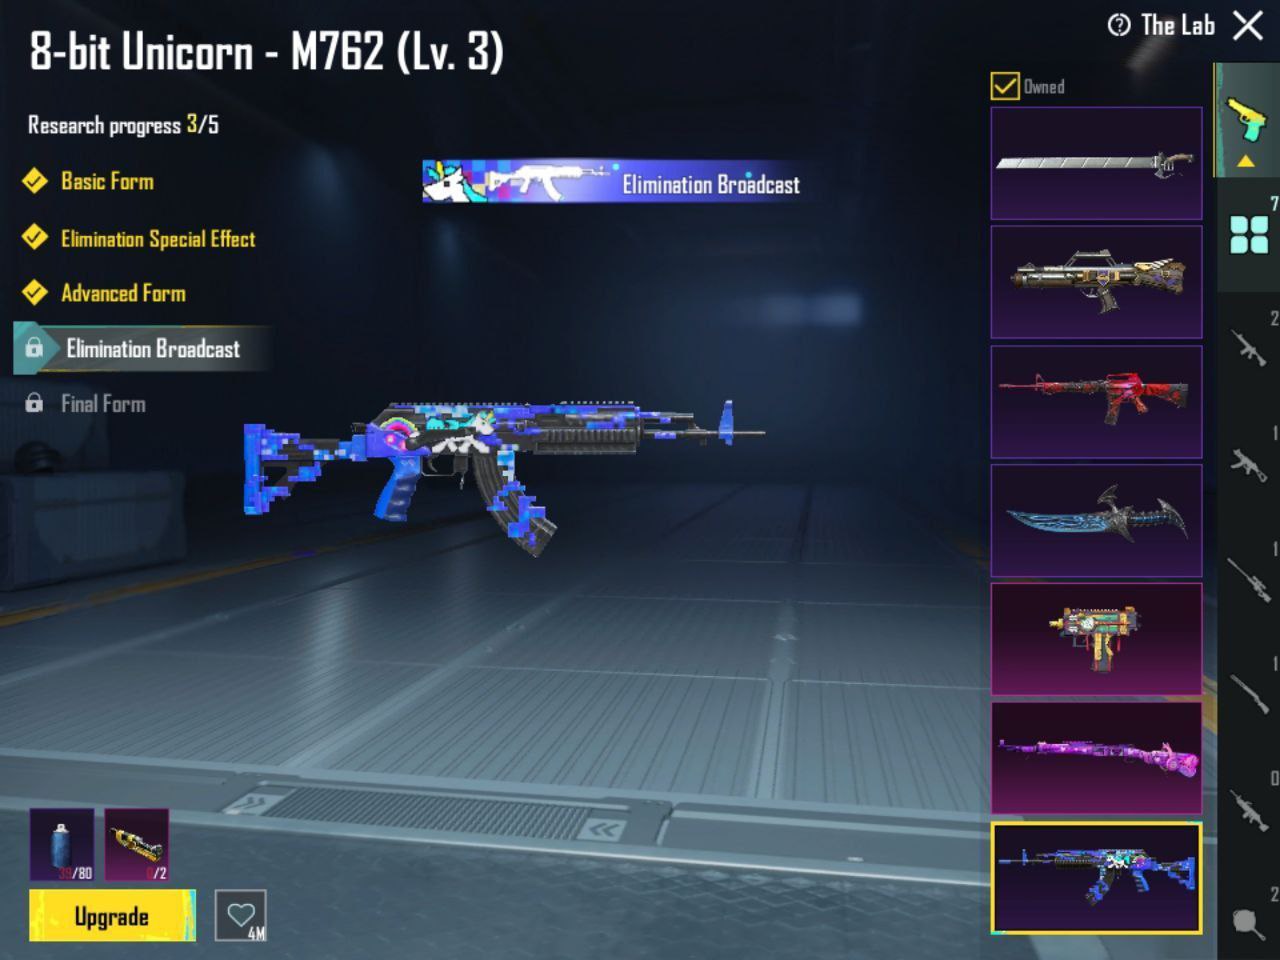 8-bit Unicorn - M762 (Lv. 3)
The Lab
Research progress 3/5
Owned
Basic Form
Elimination Special Effect
Advanced Form
Elimination Broadcast
Final Form
Elimination Broadcast
7
2
1
1
1
0
2
39/80
0/2
Upgrade
4M